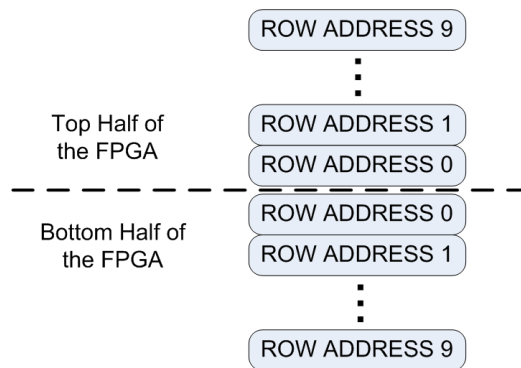 ROW ADDRESS 9
Top Half of
the FPGA
ROW ADDRESS 1
ROW ADDRESS 0
Bottom Half of
the FPGA
ROW ADDRESS 0
ROW ADDRESS 1
ROW ADDRESS 9